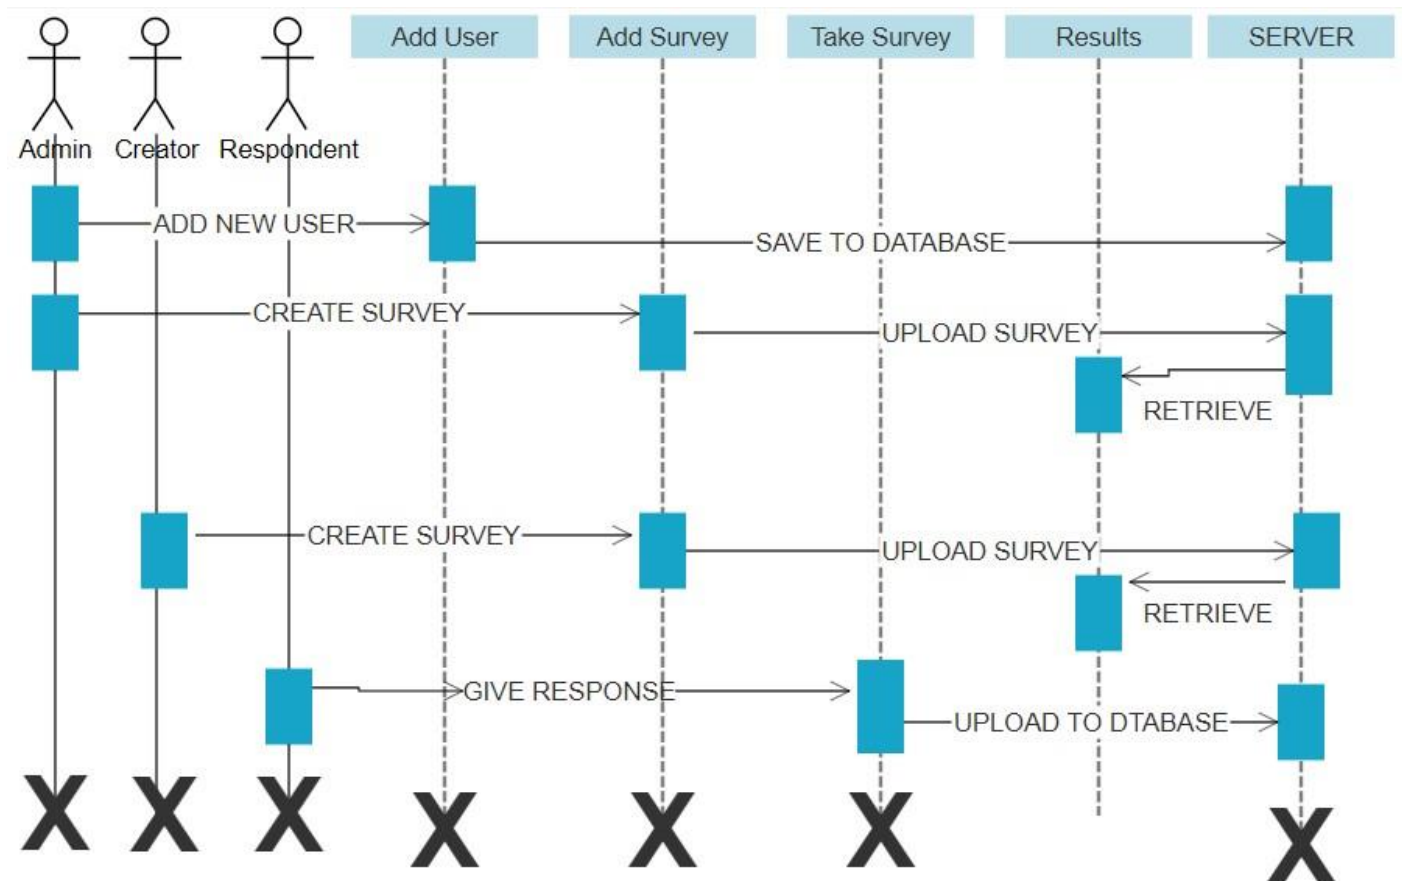 Add User
Add Survey
Take Survey
Results
SERVER
Admin
Creator
Respondent
ADD NEW USER
SAVE TO DATABASE
CREATE SURVEY
UPLOAD SURVEY
RETRIEVE
CREATE SURVEY
UPLOAD SURVEY
RETRIEVE
GIVE RESPONSE
UPLOAD TO DTABASE